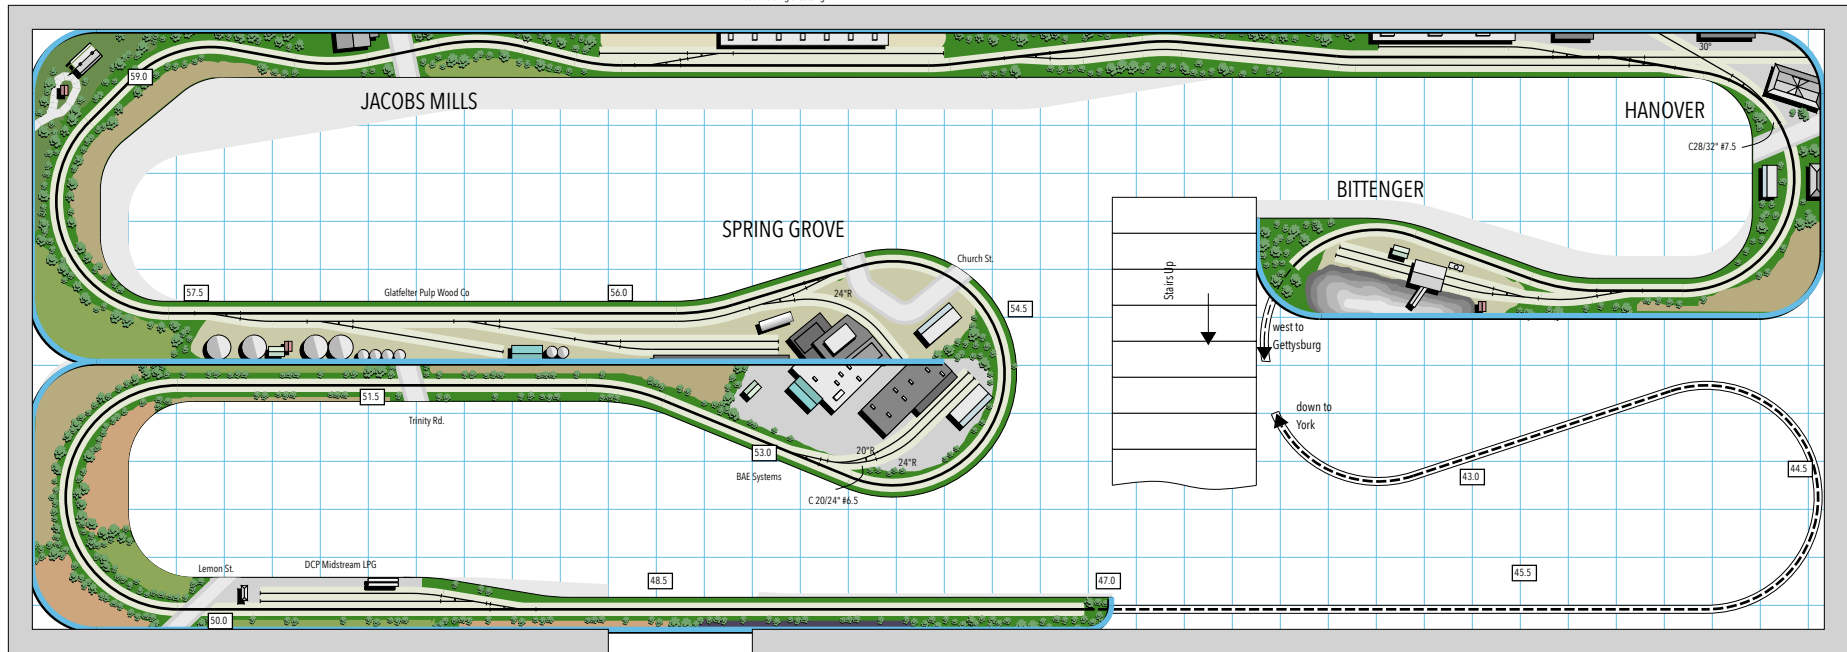 30°
59.0
JACOBS MILLS
HANOVER
C28/32" #7.5
BITTENGER
SPRING GROVE
Church St.
Stairs Up
57.5
Glatfelter Pulp Wood Co
56.0
24"R
54.5
west to
Gettysburg
51.5
Trinity Rd.
down to
York
53.0
20"R
24"R
BAE Systems
C 20/24" #6.5
43.0
44.5
Lemon St.
DCP Midstream LPG
48.5
47.0
45.5
50.0